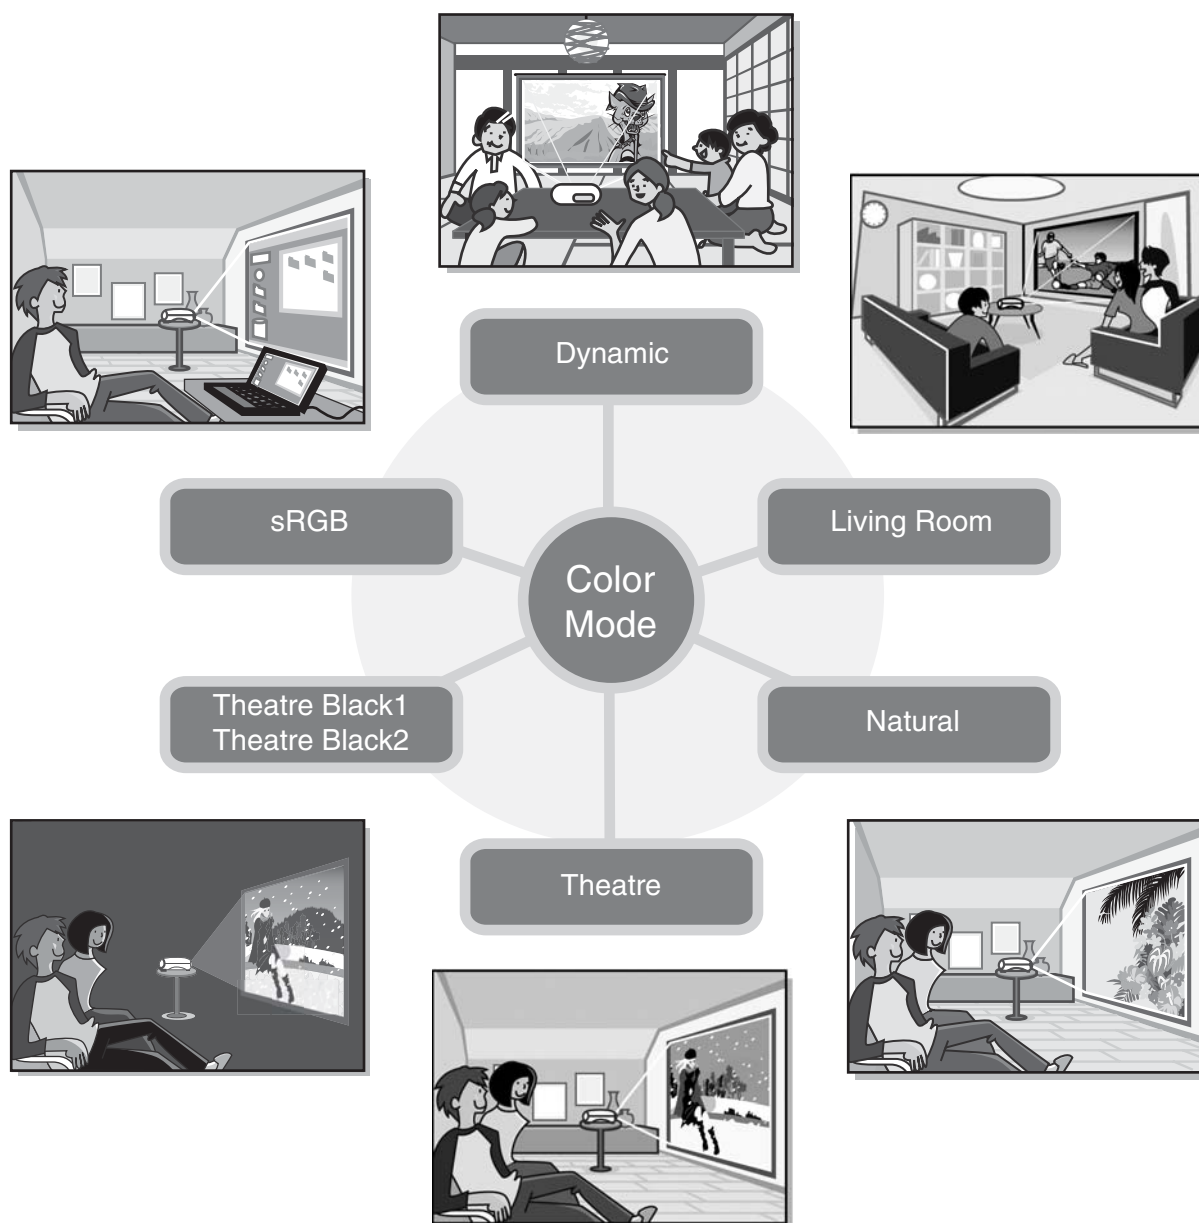 Dynamic
sRGB
Living Room
Color
Mode
Theatre Black1
Theatre Black2
Natural
Theatre